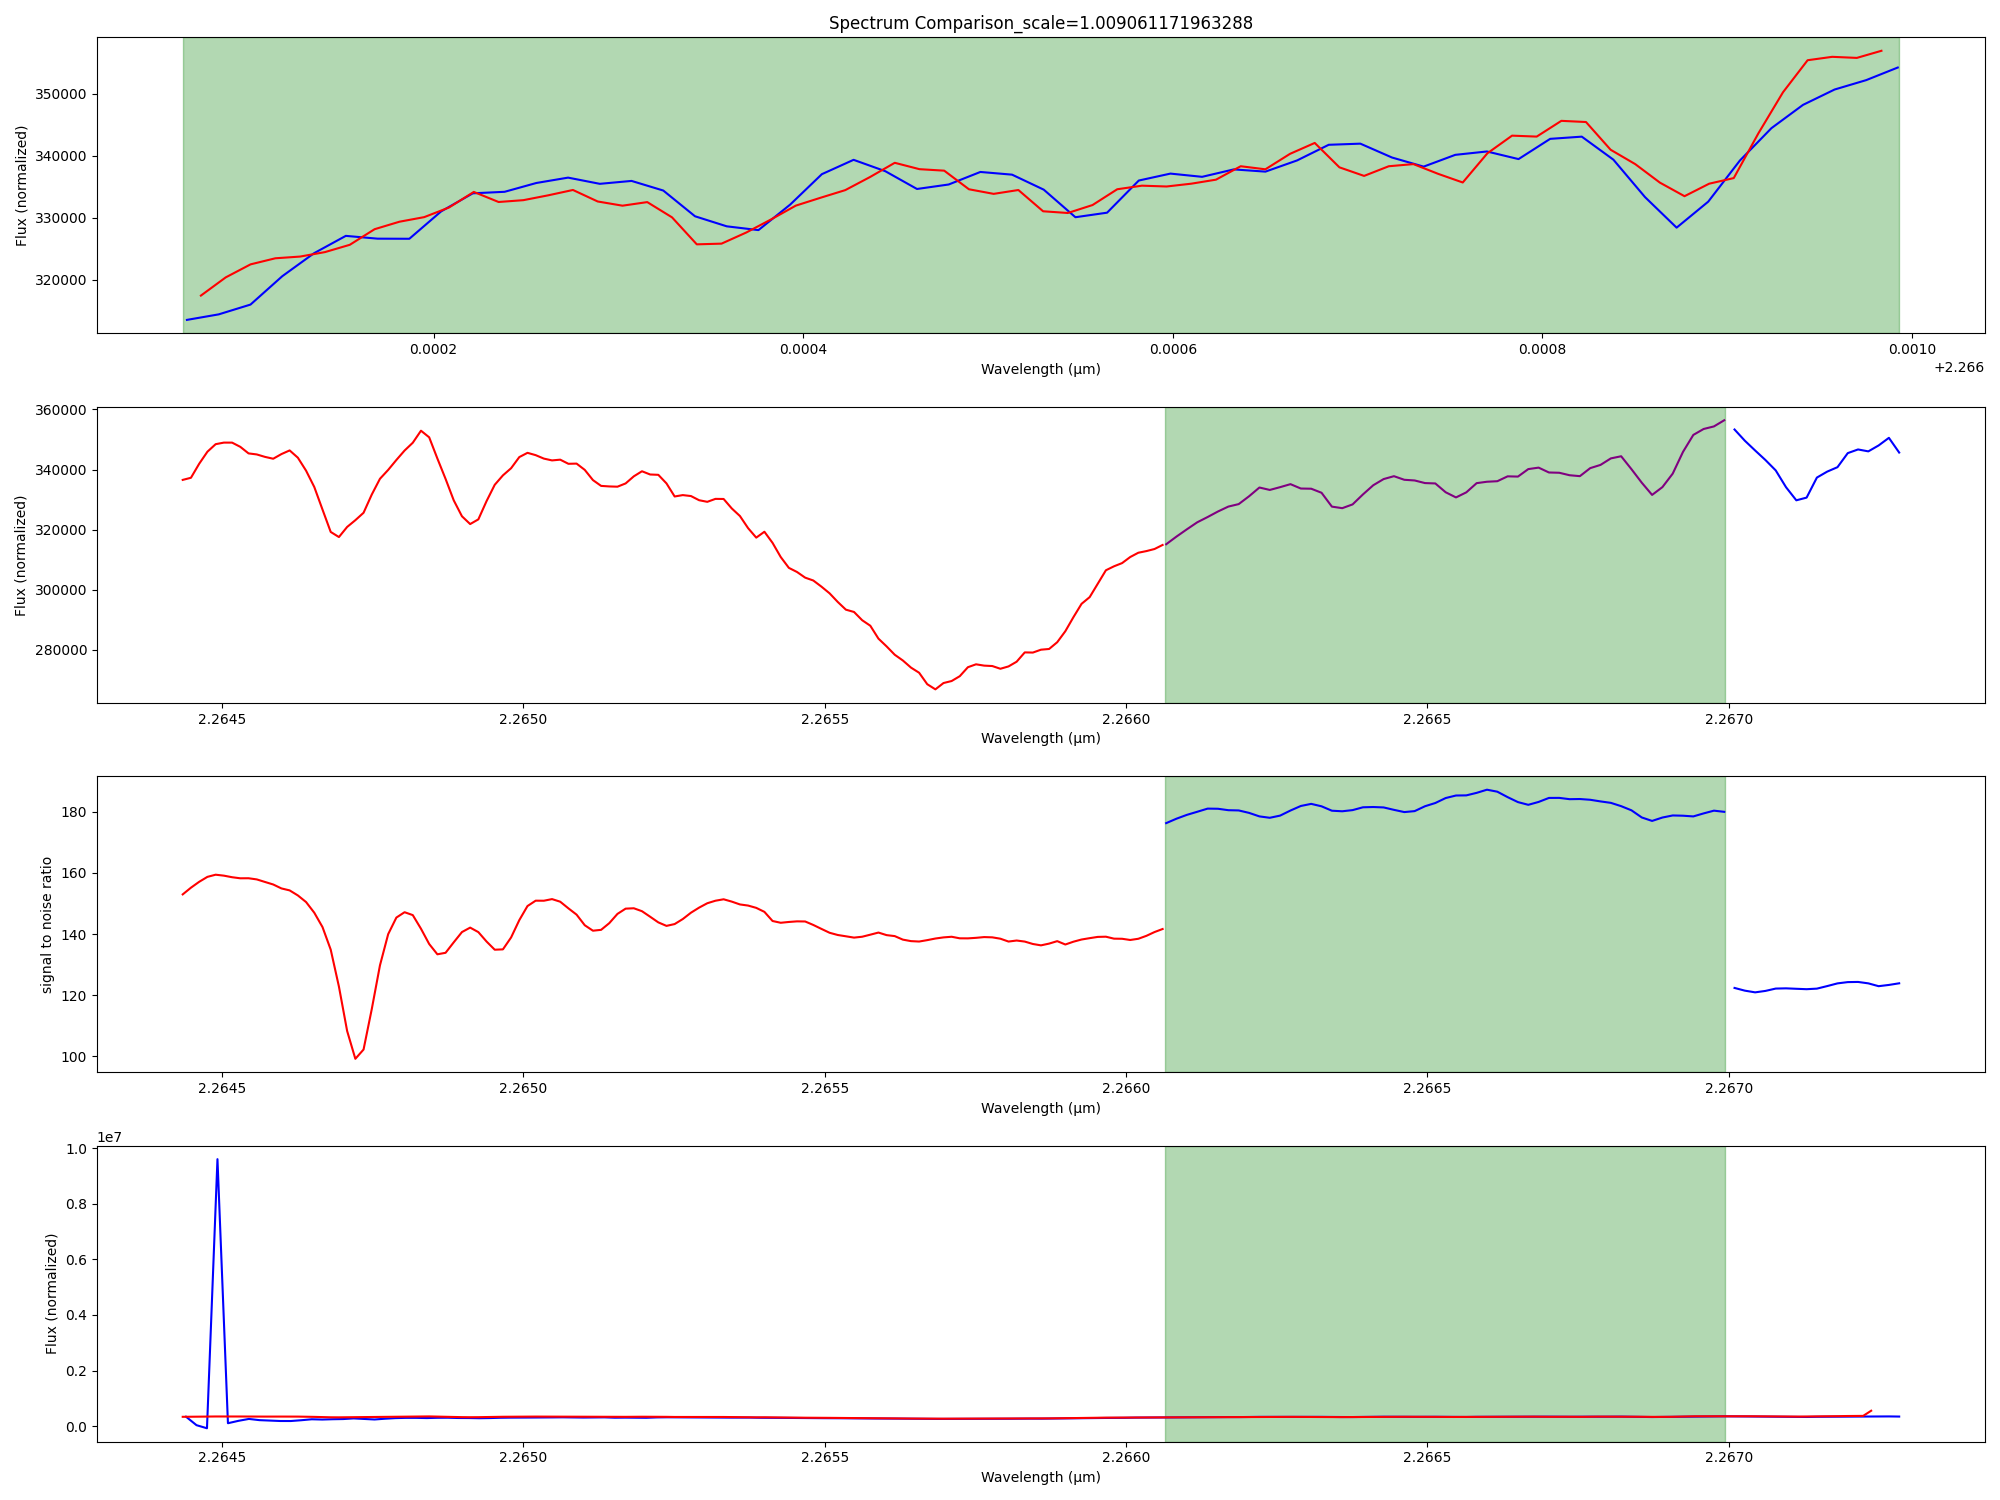 Spectrum Comparison_scale=1.009061171963288
Flux (normalized)
350000
340000
330000
320000
0.0002 0.0004 0.0006 0.0008 0.0010
+2.266
Wavelength (μm)
Flux (normalized)
360000
340000
320000
300000
280000
2.2645 2.2650 2.2655 2.2660 2.2665 2.2670
Wavelength (μm)
signal to noise ratio
180
160
140
120
100
2.2645 2.2650 2.2655 2.2660 2.2665 2.2670
Wavelength (μm)
1e7
Flux (normalized)
1.0
0.8
0.6
0.4
0.2
0.0
2.2645 2.2650 2.2655 2.2660 2.2665 2.2670
Wavelength (μm)